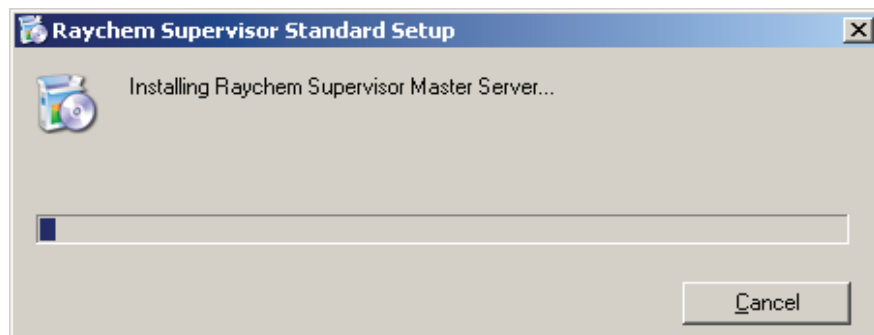 Raychem Supervisor Standard Setup
Installing Raychem Supervisor Master Server...
Cancel